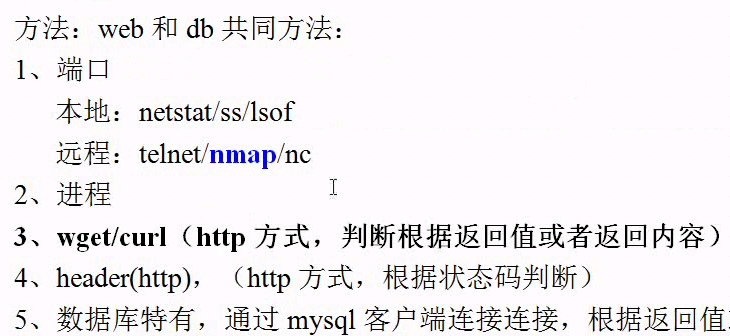 方法：web 和 db 共同方法：
1、端口
本地：netstat/ss/lsof
远程：telnet/nmap/nc
2、进程
3、wget/curl（http 方式，判断根据返回值或者返回内容）
4、header(http)，（http 方式，根据状态码判断）
5、数据库特有，通过 mysql 客户端连接连接，根据返回值